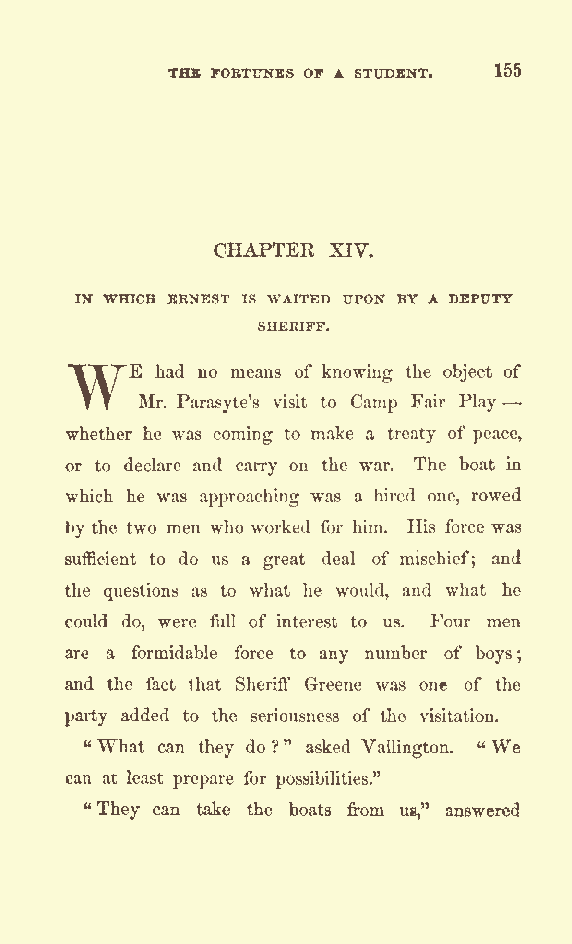 THE FORTUNES OF A STUDENT. 155
CHAPTER XIV.
IN WHICH ERNEST IS WAITED UPON BY A DEPUTY
SHERIFF.
WE had no means of knowing the object of
Mr. Parasyte's visit to Camp Fair Play —
whether he was coming to make a treaty of peace,
or to declare and carry on the war. The boat in
which he was approaching was a hired one, rowed
by the two men who worked for him. His force was
sufficient to do us a great deal of mischief; and
the questions as to what he would, and what he
could do, were full of interest to us. Four men
are a formidable force to any number of boys;
and the fact that Sheriff Greene was one of the
party added to the seriousness of the visitation.
“What can they do?” asked Vallington. “We
can at least prepare for possibilities.”
“They can take the boats from us,” answered